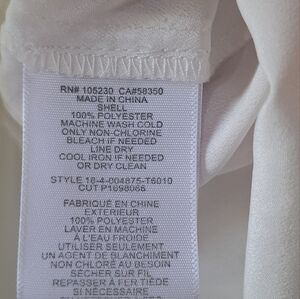 RN# 105230 CA#58350
MADE IN CHINA
SHELL
100% POLYESTER
MACHINE WASH COLD
ONLY NON-CHLORINE
BLEACH IF NEEDED
LINE DRY
COOL IRON IF NEEDED
OR DRY CLEAN
STYLE 18-4-604875-T6010
CUT P1698065
FABRIQUÉ EN CHINE
EXTERIEUR
100% POLYESTER
LAVER EN MACHINE
À L'EAU FROIDE
UTILISER SEULEMENT
UN AGENT DE BLANCHIMENT
NON CHLORÉ AU BESOIN
SÉCHER SUR FIL
REPASSER À FER TIÈDE
SI NÉCESSAIRE